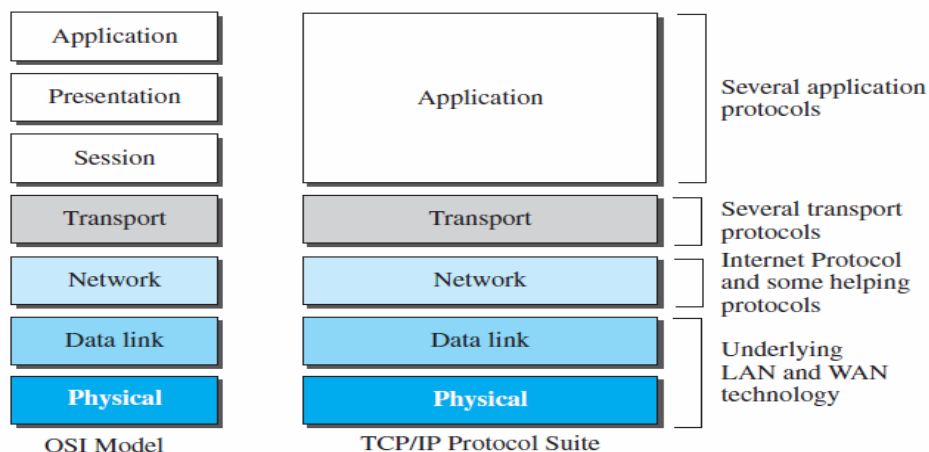 Application
Presentation
Session
Transport
Network
Data link
Physical
OSI Model
Application
Transport
Network
Data link
Physical
TCP/IP Protocol Suite
Several application
protocols
Several transport
protocols
Internet Protocol
and some helping
protocols
Underlying
LAN and WAN
technology